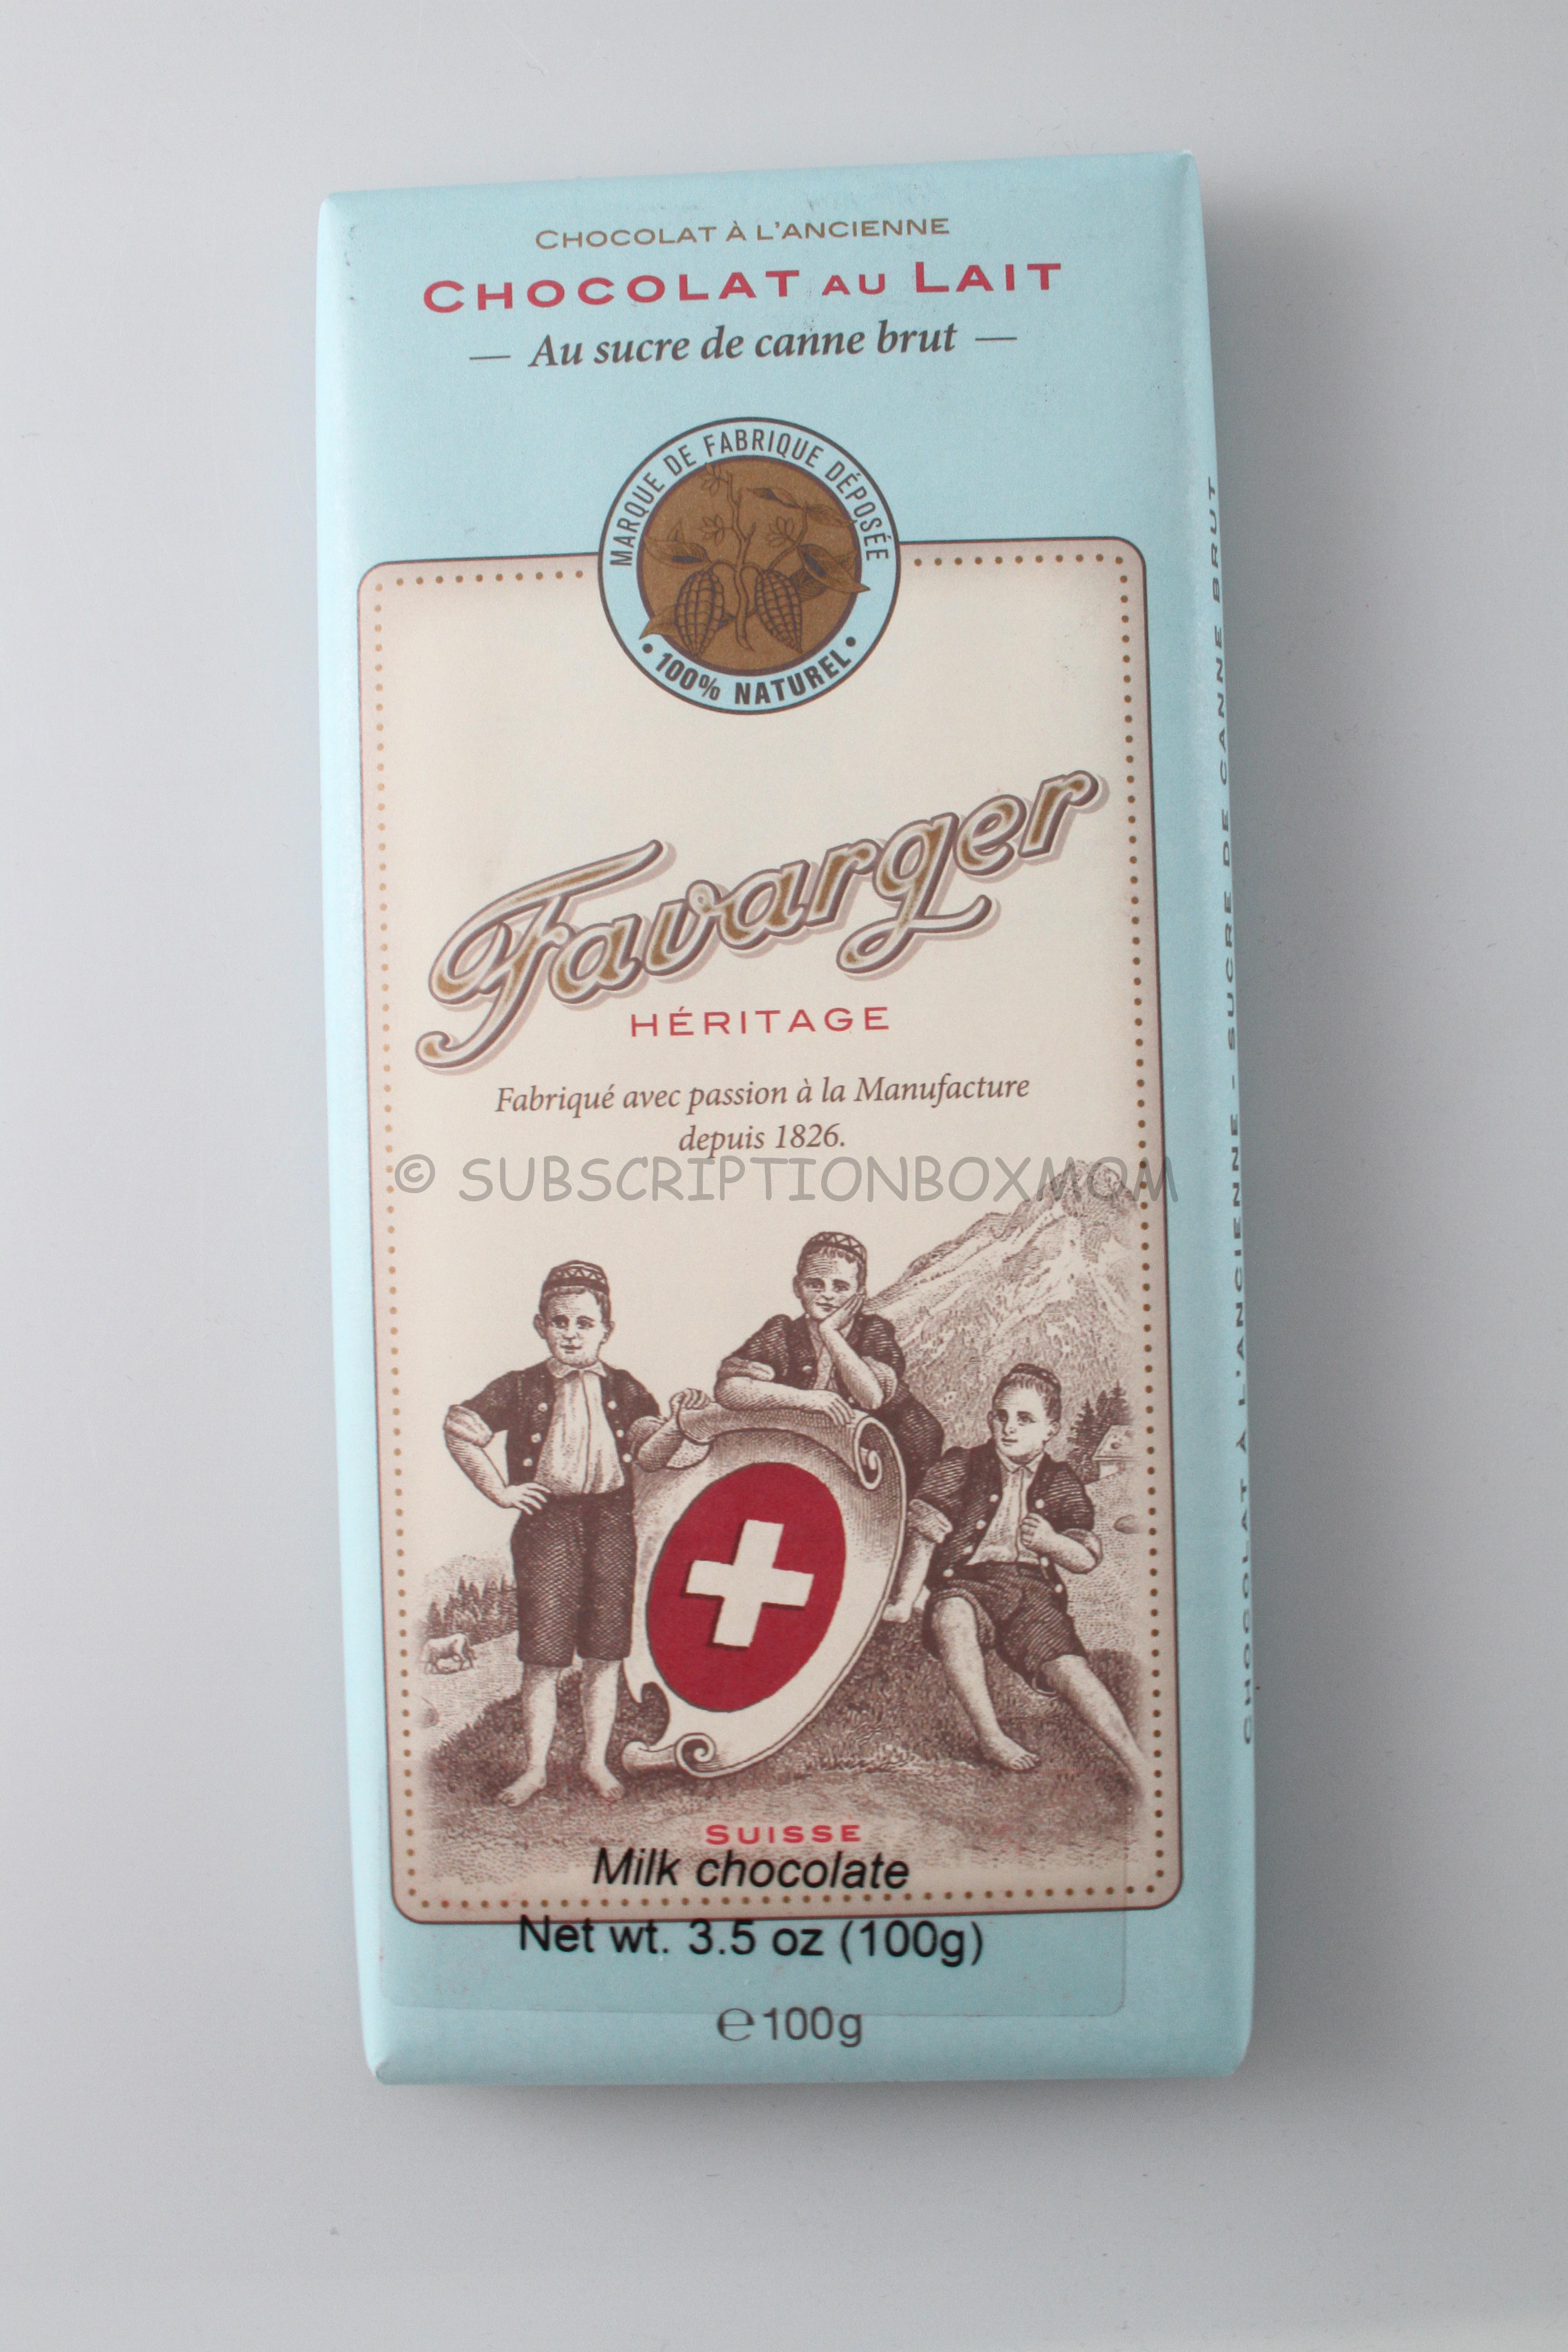 CHOCOLAT À L'ANCIENNE
CHOCOLAT AU LAIT
— Au sucre de canne brut —
MARQUE DE FABRIQUE DÉPOSÉE
• 100% NATUREL •
Favarger
HÉRITAGE
Fabriqué avec passion à la Manufacture
depuis 1826.
© SUBSCRIPTIONBOXMOM
SUISSE
Milk chocolate
Net wt. 3.5 oz (100g)
℮100g
CHOCOLAT À L'ANCIENNE - SUCRE DE CANNE BRUT